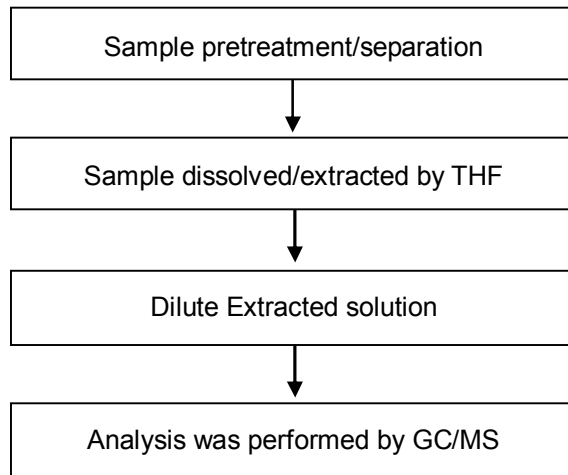 Sample pretreatment/separation
Sample dissolved/extracted by THF
Dilute Extracted solution
Analysis was performed by GC/MS